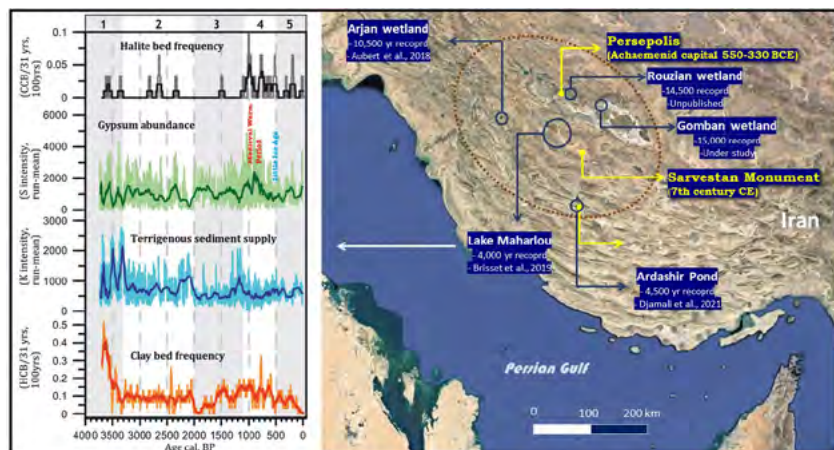 1 2 3 4 5
Halite bed frequency
(CCB/31 yrs, 100yrs)
0.1
0.05
0
Gypsum abundance
(S intensity, run-mean)
6000
4000
2000
0
Medieval Warm Period
Little Ice Age
Terrigenous sediment supply
(K intensity, run-mean)
3000
2000
1000
0
Clay bed frequency
(HCB/31 yrs, 100yrs)
0.5
0.4
0.3
0.2
0.1
0
4000 3500 3000 2500 2000 1500 1000 500 0
Age cal. BP
Arjan wetland
-10,500 yr recoprd
- Aubert et al., 2018
Persepolis
(Achaemenid capital 550-330 BCE)
Rouzian wetland
-14,500 recoprd
-Unpublished
Gomban wetland
-15,000 recoprd
-Under study
Sarvestan Monument
(7th century CE)
Iran
Lake Maharlou
- 4,000 yr recoprd
- Brisset et al., 2019
Ardashir Pond
- 4,500 yr recoprd
- Djamali et al., 2021
Persian Gulf
0 100 200 km